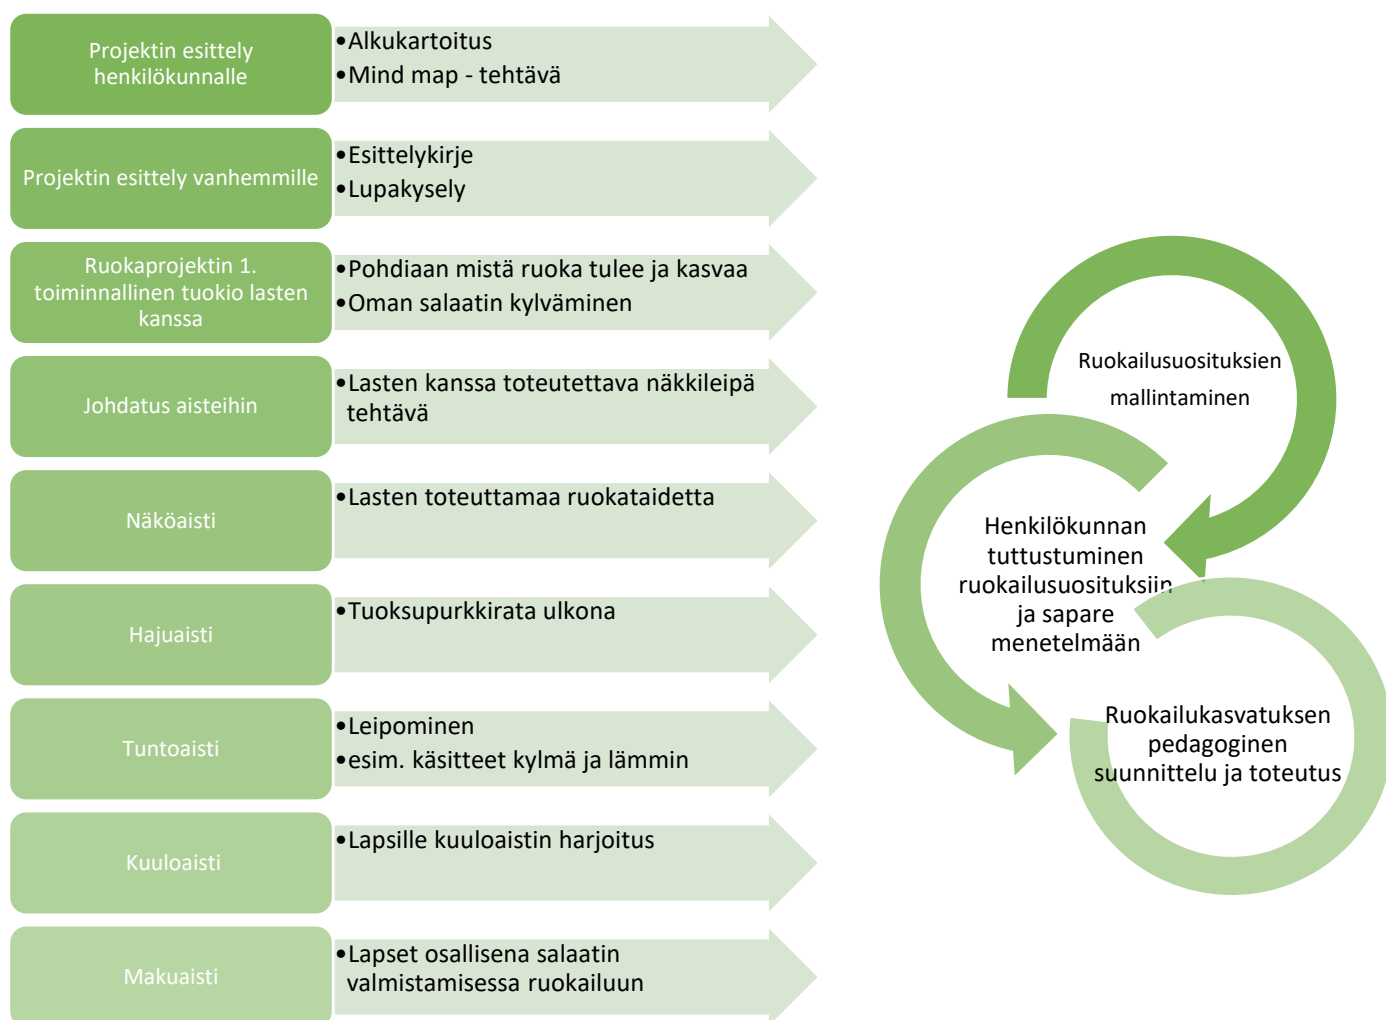 Projektin esittely
henkilökunnalle
•Alkukartoitus
•Mind map - tehtävä
Projektin esittely vanhemmille
•Esittelykirje
•Lupakysely
Ruokaprojektin 1.
toiminnallinen tuokio lasten
kanssa
•Pohdiaan mistä ruoka tulee ja kasvaa
•Oman salaatin kylväminen
Johdatus aisteihin
•Lasten kanssa toteutettava näkkileipä
tehtävä
Näköaisti
•Lasten toteuttamaa ruokataidetta
Hajuaisti
•Tuoksupurkkirata ulkona
Tuntoaisti
•Leipominen
•esim. käsitteet kylmä ja lämmin
Kuuloaisti
•Lapsille kuuloaistin harjoitus
Makuaisti
•Lapset osallisena salaatin
valmistamisessa ruokailuun
Ruokailusuosituksien
mallintaminen
Henkilökunnan
tuttustuminen
ruokailusuosituksiin
ja sapare
menetelmään
Ruokailukasvatuksen
pedagoginen
suunnittelu ja toteutus